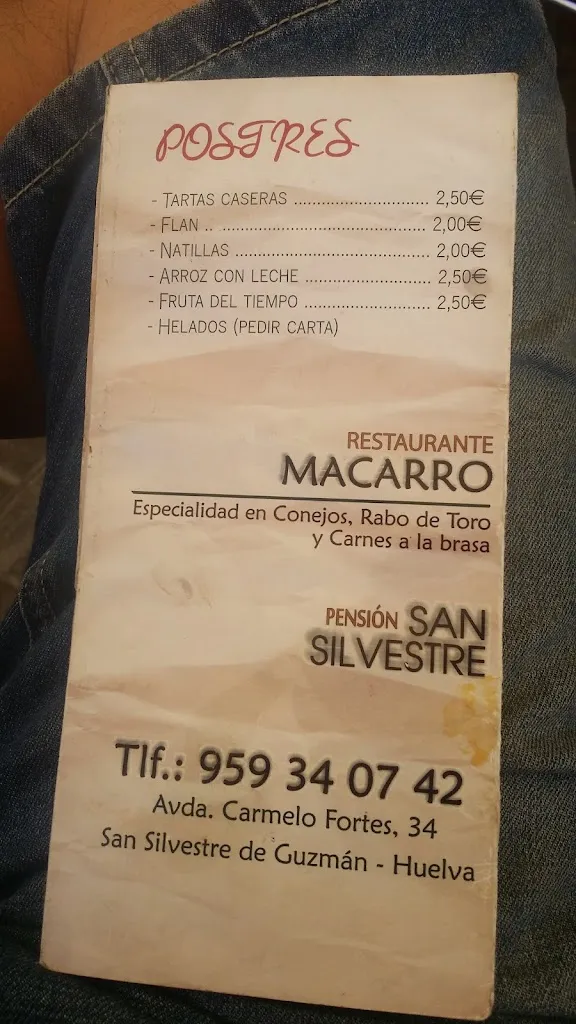 POSTRES
- TARTAS CASERAS ............................. 2,50€
- FLAN .. ............................................. 2,00€
- NATILLAS .......................................... 2,00€
- ARROZ CON LECHE ............................ 2,50€
- FRUTA DEL TIEMPO ........................... 2,50€
- HELADOS (PEDIR CARTA)
RESTAURANTE
MACARRO
Especialidad en Conejos, Rabo de Toro
y Carnes a la brasa
PENSIÓN SAN
SILVESTRE
Tlf.: 959 34 07 42
Avda. Carmelo Fortes, 34
San Silvestre de Guzmán - Huelva